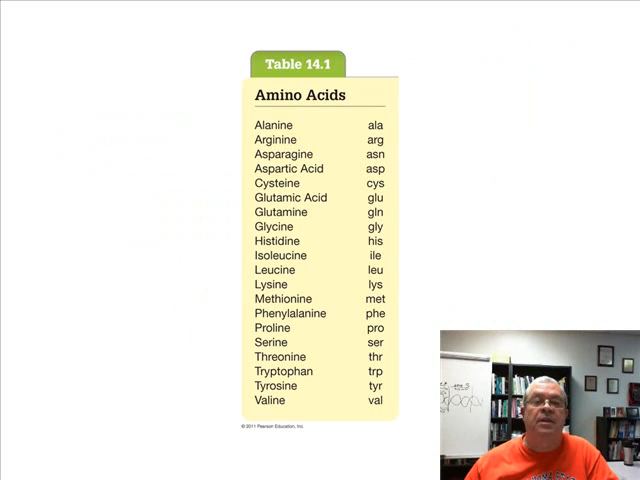 Table 14.1
Amino Acids
Alanine ala
Arginine arg
Asparagine asn
Aspartic Acid asp
Cysteine cys
Glutamic Acid glu
Glutamine gln
Glycine gly
Histidine his
Isoleucine ile
Leucine leu
Lysine lys
Methionine met
Phenylalanine phe
Proline pro
Serine ser
Threonine thr
Tryptophan trp
Tyrosine tyr
Valine val
© 2011 Pearson Education, Inc.